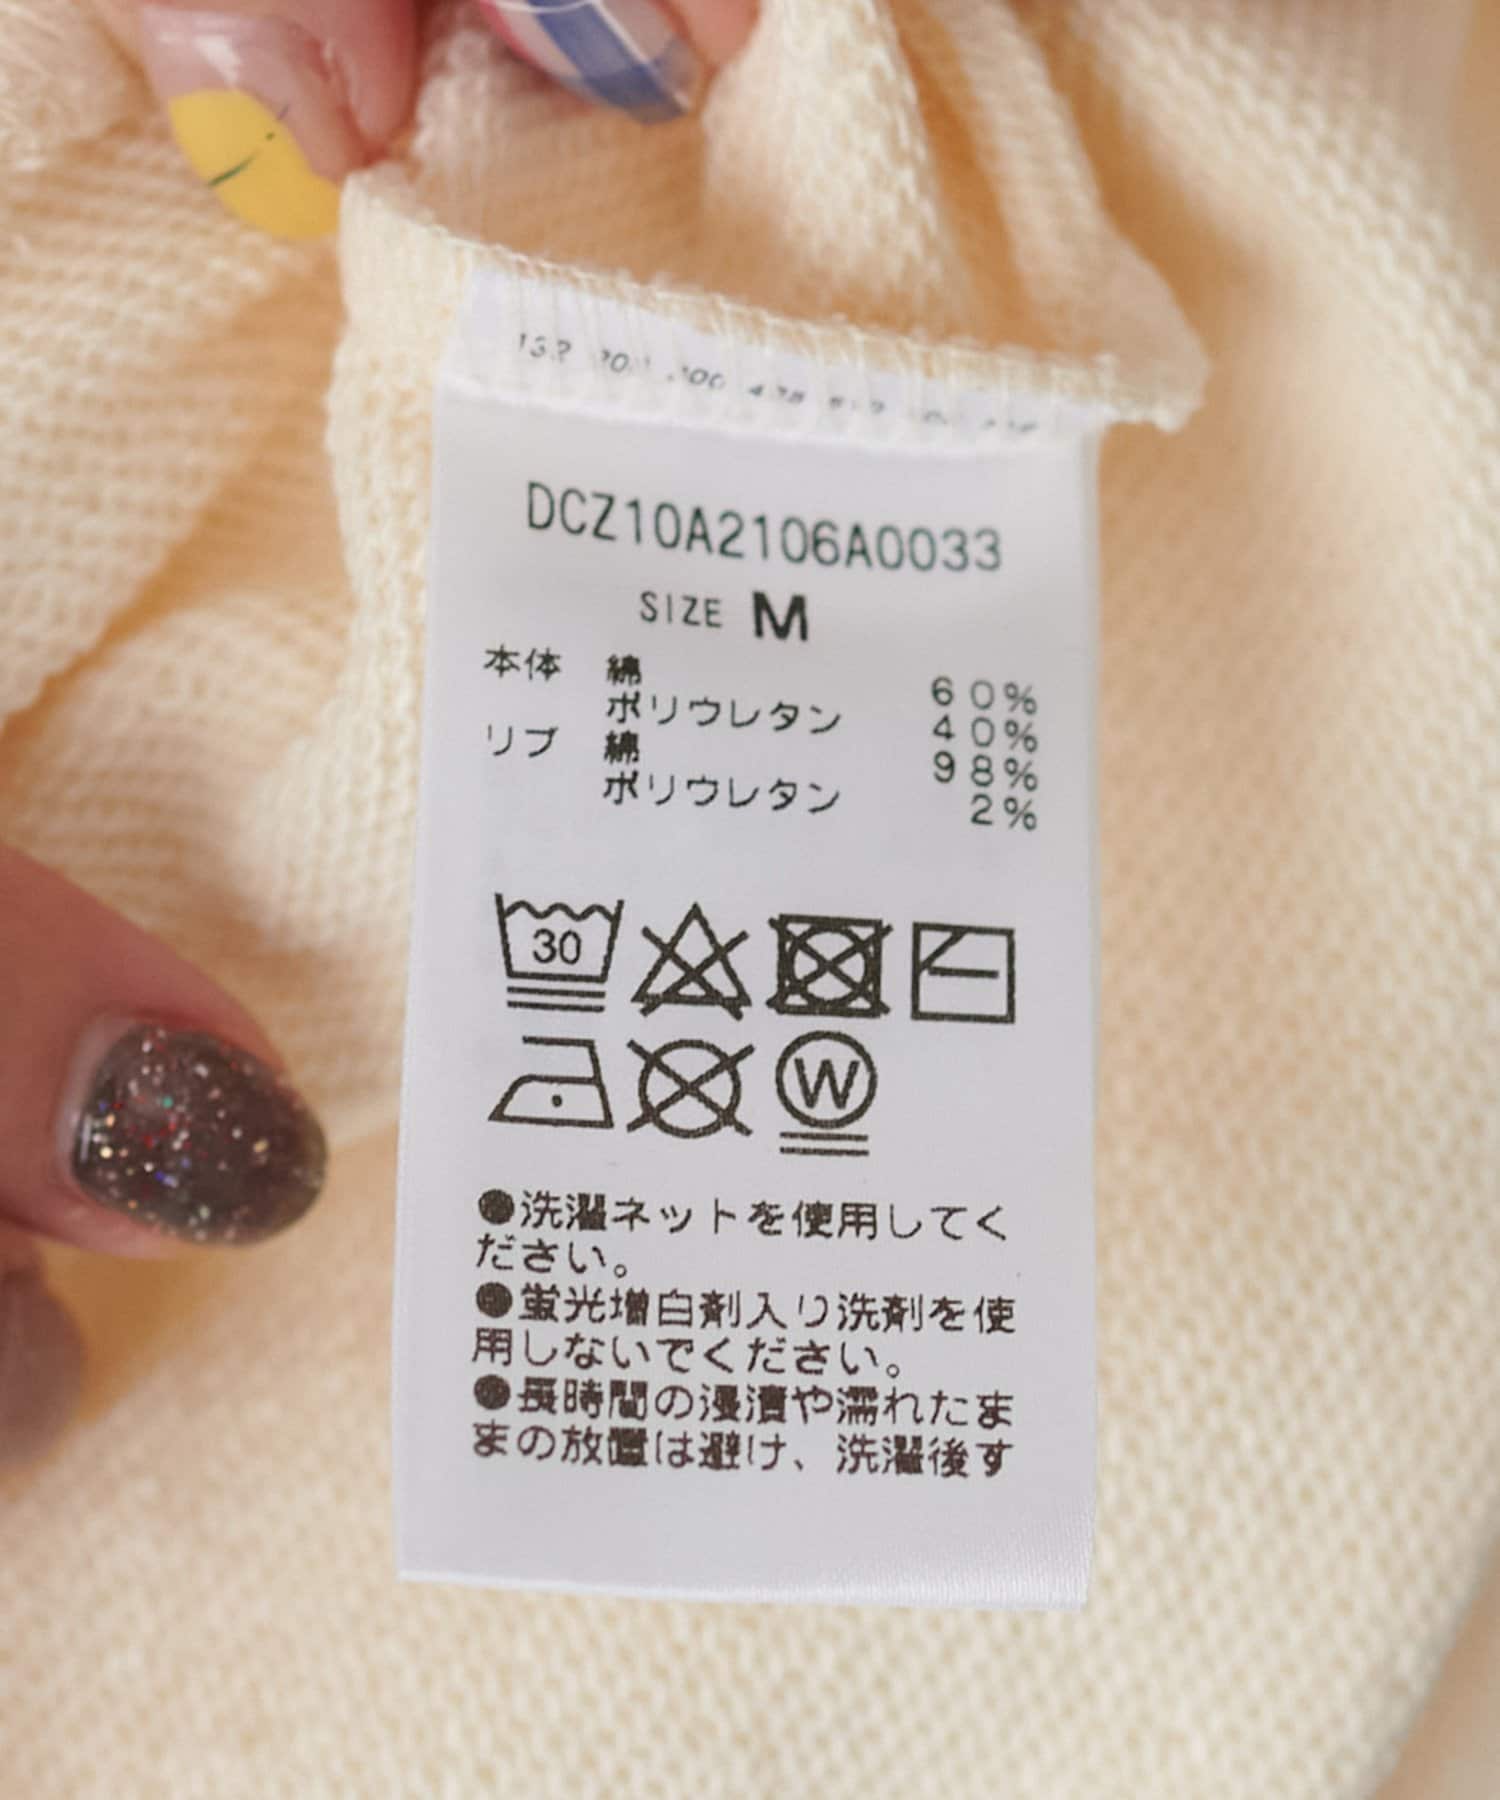 DCZ10A2106A0033
SIZE M
本体 綿 60%
ポリウレタン 40%
リブ 綿 98%
ポリウレタン 2%
30
W
●洗濯ネットを使用してく
ださい。
●蛍光増白剤入り洗剤を使
用しないでください。
●長時間の浸漬や濡れたま
まの放置は避け、洗濯後す